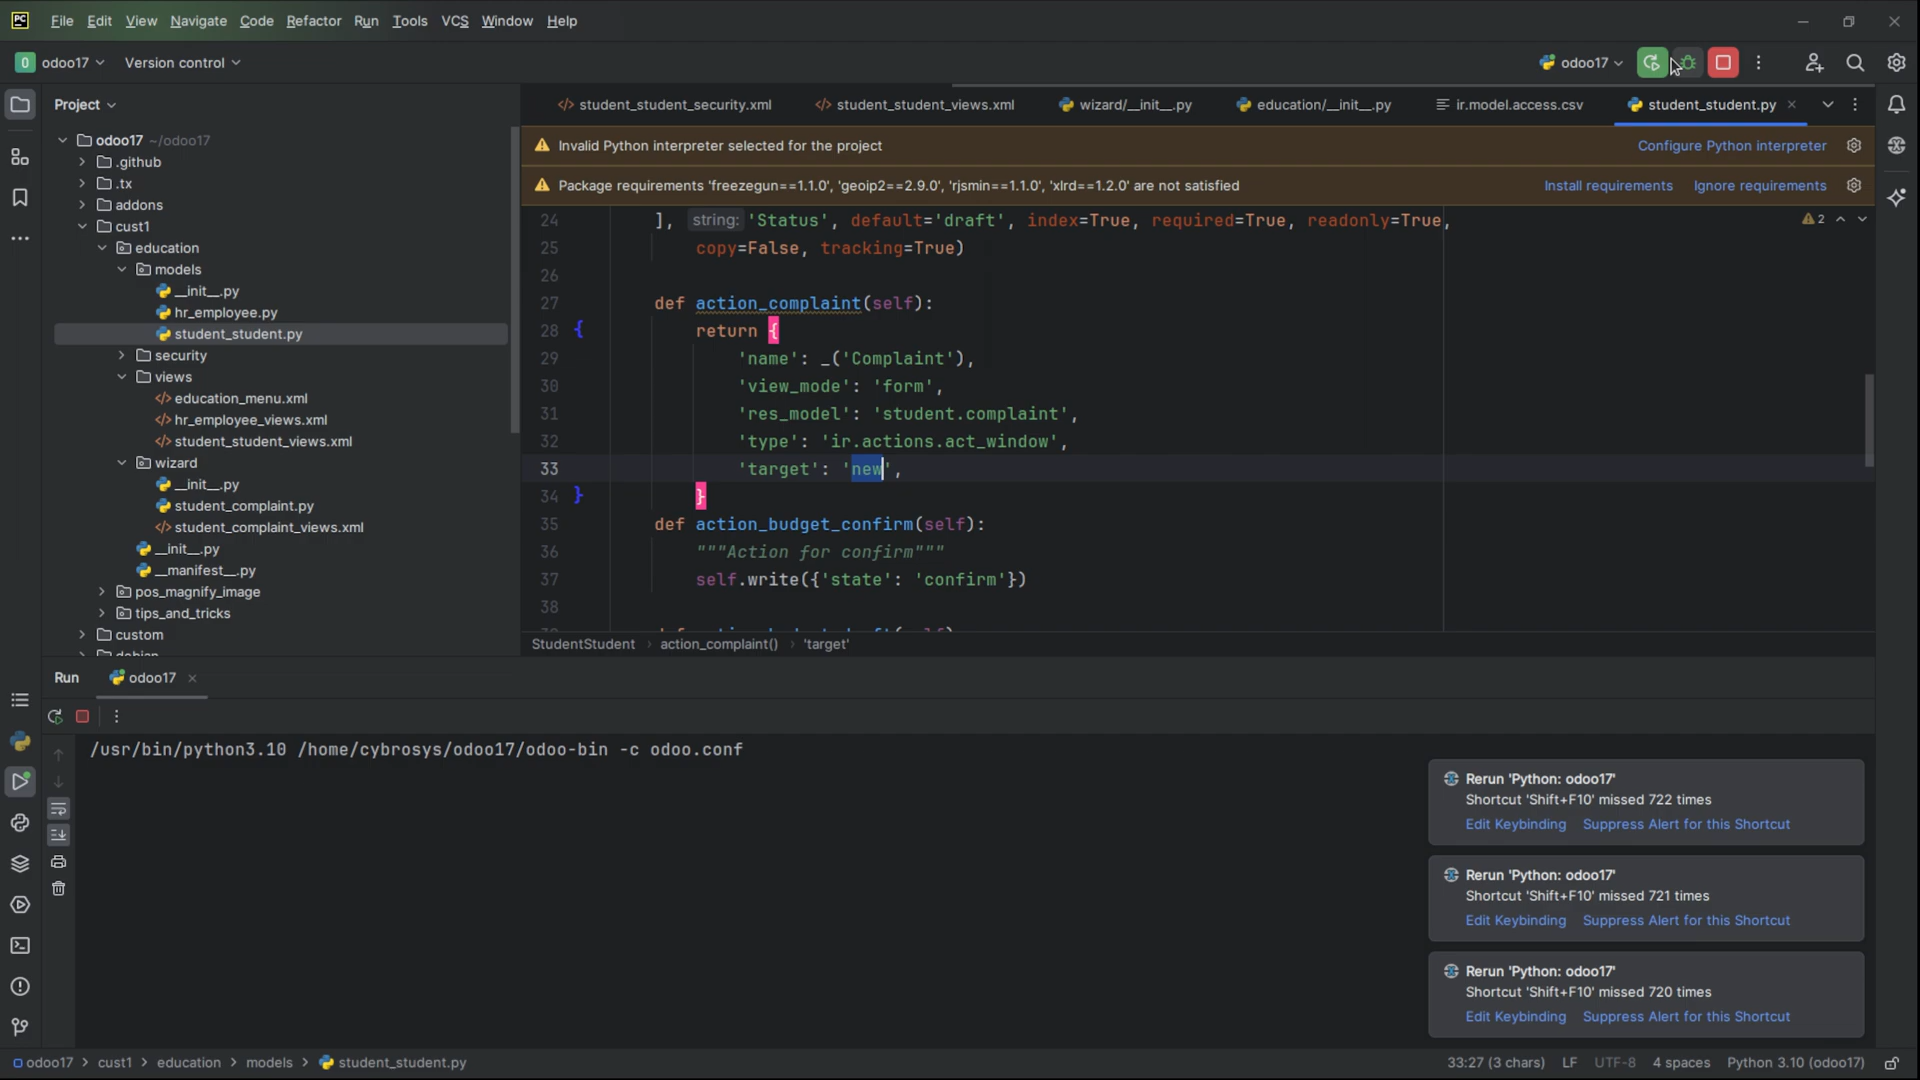 PC File Edit View Navigate Code Refactor Run Tools VCS Window Help
O odoo17 Version control odoo17
Project
student_student_security.xml student_student_views.xml wizard/__init__.py education/__init__.py ir.model.access.csv student_student.py
odoo17 ~/odoo17
.github
.tx
addons
cust1
education
models
__init__.py
hr_employee.py
student_student.py
security
views
education_menu.xml
hr_employee_views.xml
student_student_views.xml
wizard
__init__.py
student_complaint.py
student_complaint_views.xml
__init__.py
__manifest__.py
pos_magnify_image
tips_and_tricks
custom
debian
Invalid Python interpreter selected for the project Configure Python interpreter
Package requirements 'freezegun==1.1.0', 'geoip2==2.9.0', 'rjsmin==1.1.0', 'xlrd==1.2.0' are not satisfied Install requirements Ignore requirements
24 ], string: 'Status', default='draft', index=True, required=True, readonly=True, 2
25 copy=False, tracking=True)
26
27 def action_complaint(self):
28 { return {
29 'name': _('Complaint'),
30 'view_mode': 'form',
31 'res_model': 'student.complaint',
32 'type': 'ir.actions.act_window',
33 'target': 'new',
34 } }
35 def action_budget_confirm(self):
36 """Action for confirm"""
37 self.write({'state': 'confirm'})
38
StudentStudent › action_complaint() › 'target'
Run odoo17
/usr/bin/python3.10 /home/cybrosys/odoo17/odoo-bin -c odoo.conf
Rerun 'Python: odoo17'
Shortcut 'Shift+F10' missed 722 times
Edit Keybinding Suppress Alert for this Shortcut
Rerun 'Python: odoo17'
Shortcut 'Shift+F10' missed 721 times
Edit Keybinding Suppress Alert for this Shortcut
Rerun 'Python: odoo17'
Shortcut 'Shift+F10' missed 720 times
Edit Keybinding Suppress Alert for this Shortcut
odoo17 › cust1 › education › models › student_student.py 33:27 (3 chars) LF UTF-8 4 spaces Python 3.10 (odoo17)